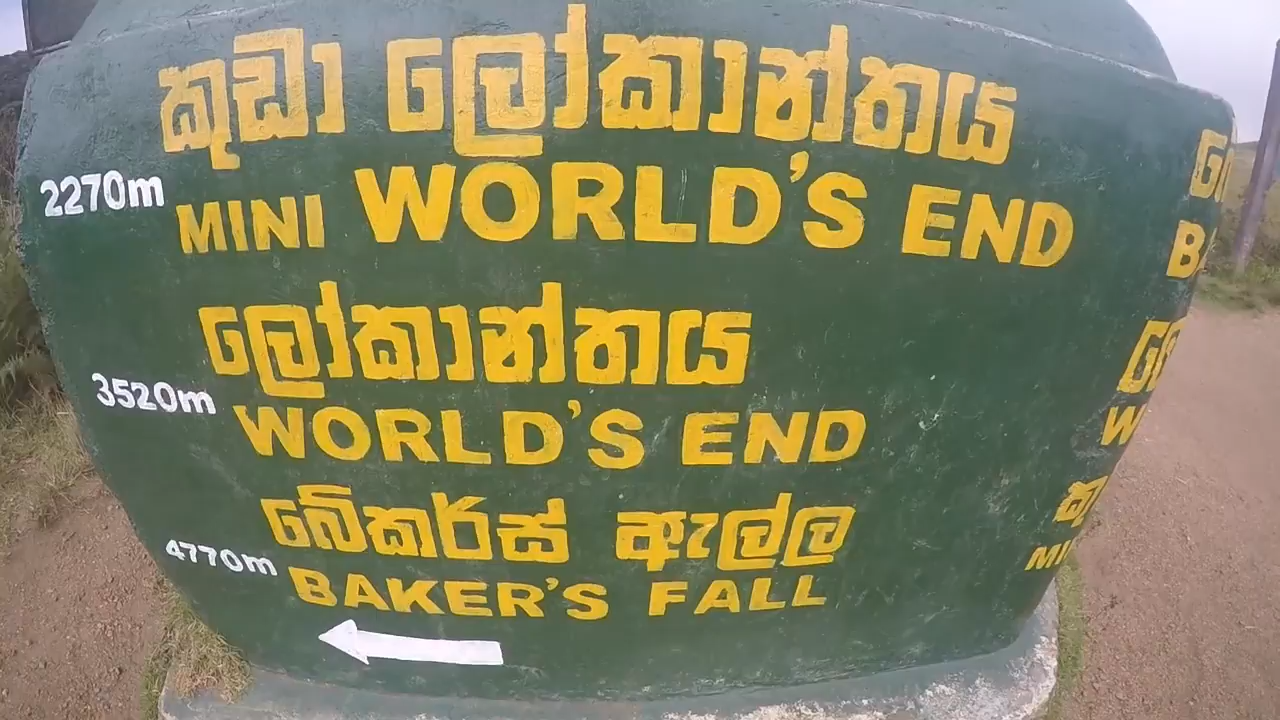 කුඩා ලෝකාන්තය
2270m
MINI WORLD'S END
ලෝකාන්තය
3520m
WORLD'S END
බේකර්ස් ඇල්ල
4770m
BAKER'S FALL